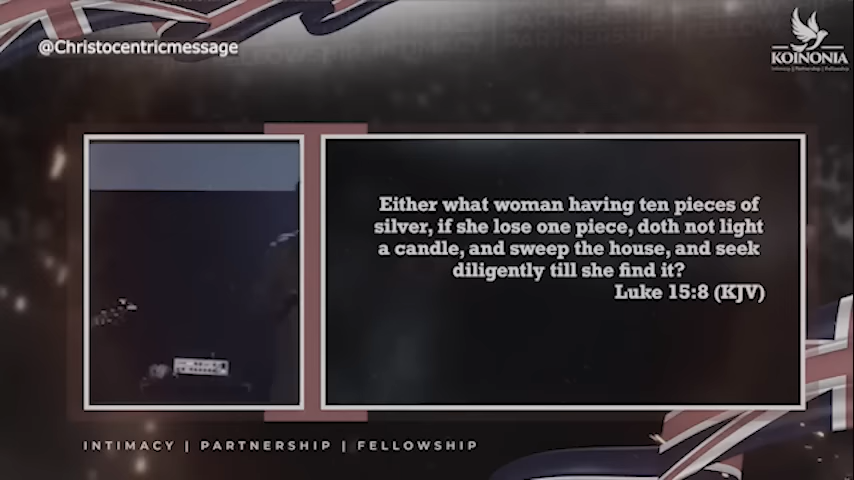 @Christocentricmessage
KOINONIA
Either what woman having ten pieces of
silver, if she lose one piece, doth not light
a candle, and sweep the house, and seek
diligently till she find it?
Luke 15:8 (KJV)
INTIMACY | PARTNERSHIP | FELLOWSHIP